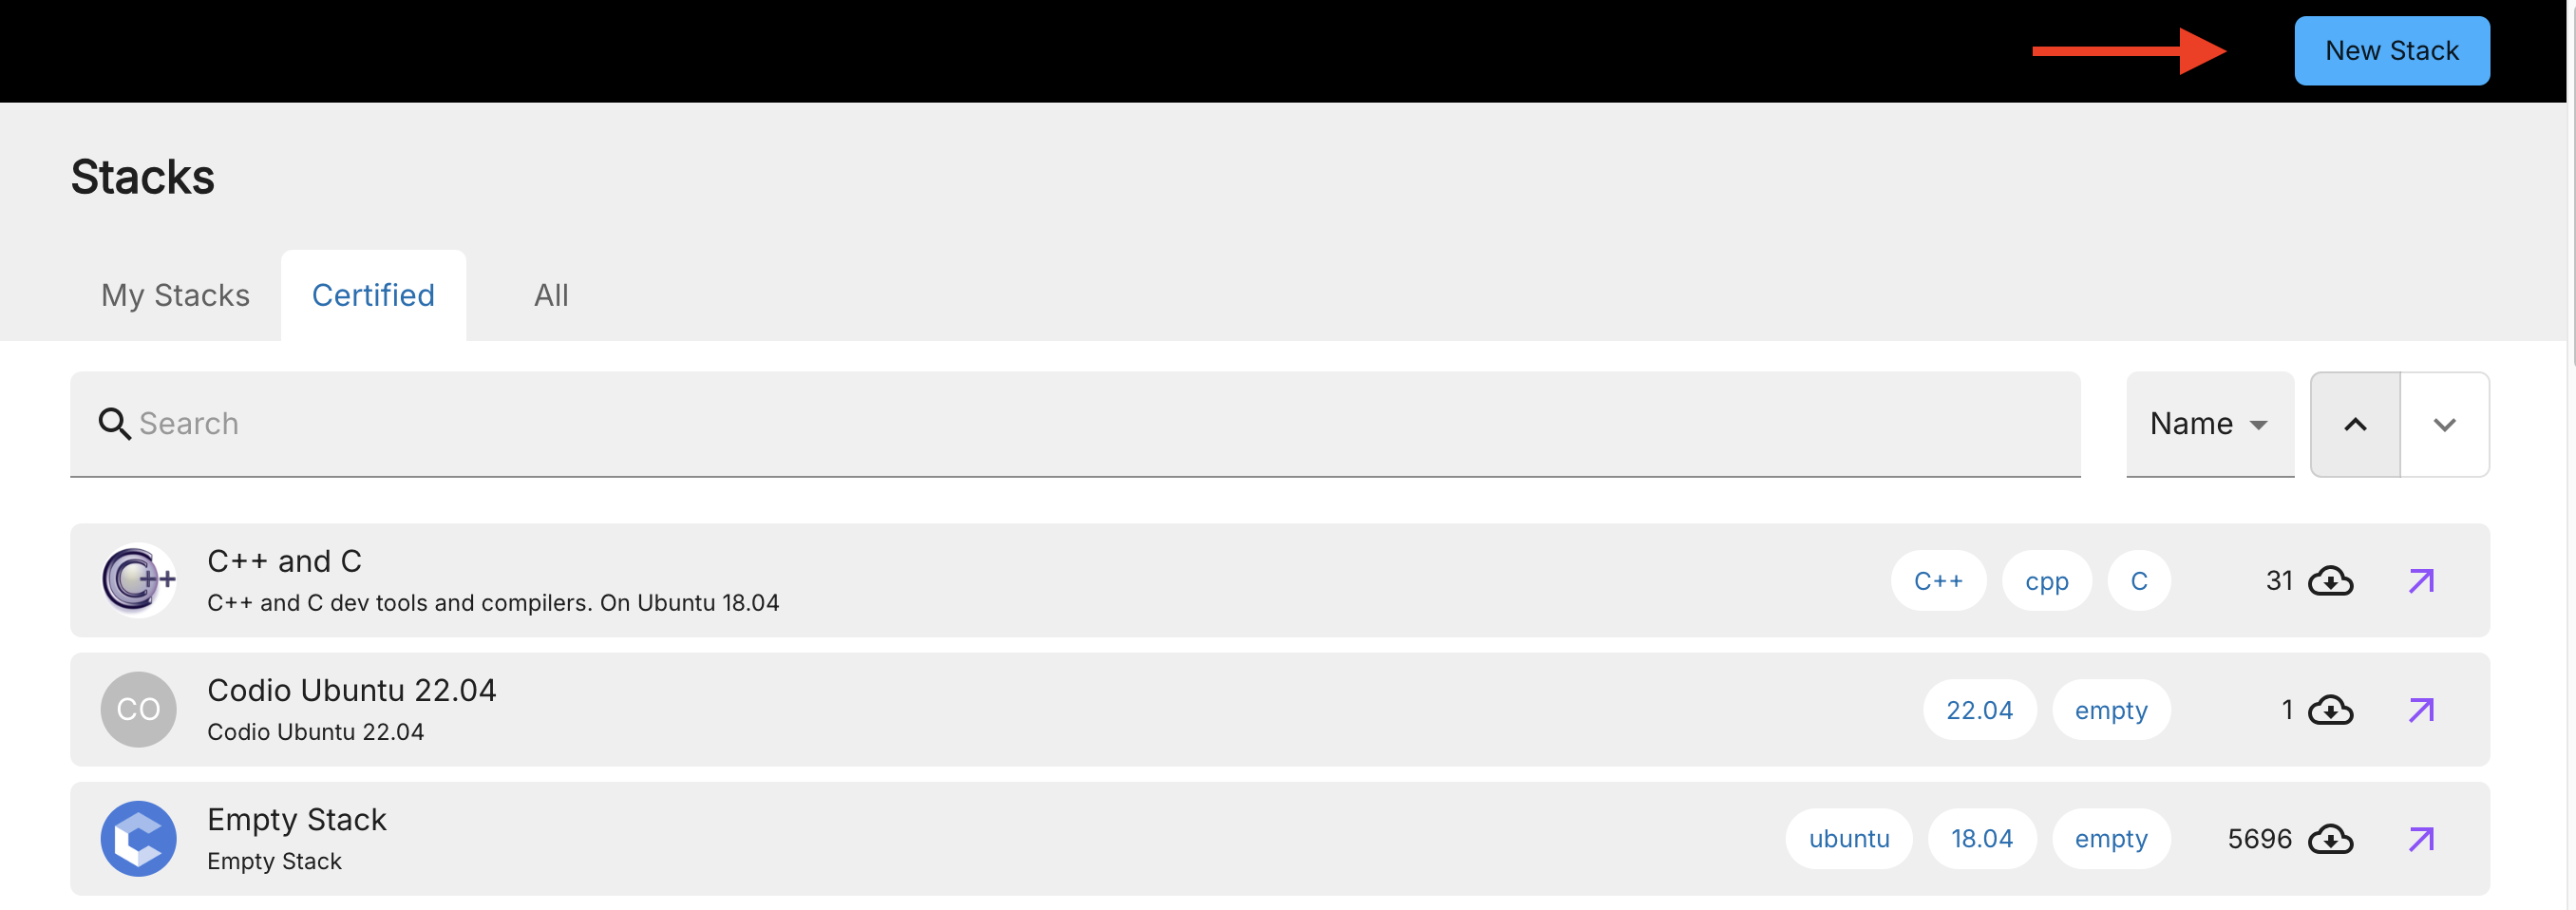 New Stack
Stacks
My Stacks Certified All
Search Name
C++ and C
C++ and C dev tools and compilers. On Ubuntu 18.04
C++ cpp C 31
CO
Codio Ubuntu 22.04
Codio Ubuntu 22.04
22.04 empty 1
Empty Stack
Empty Stack
ubuntu 18.04 empty 5696